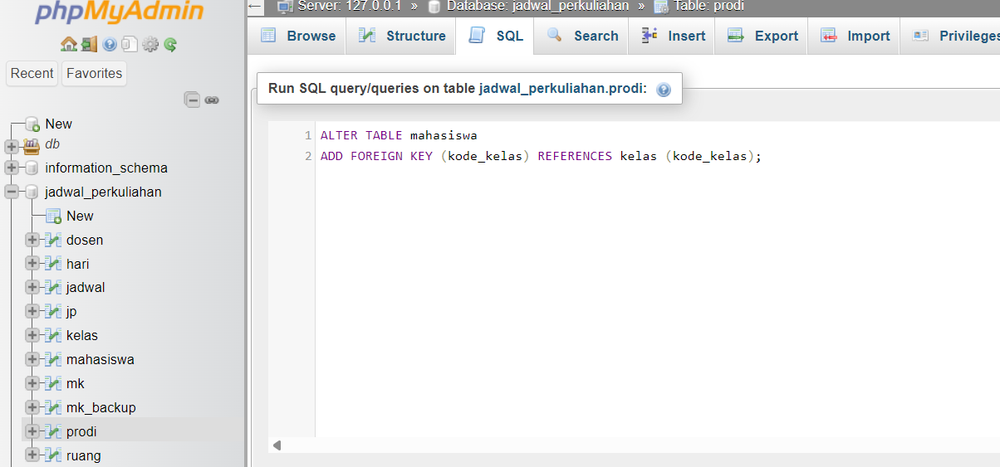 phpMyAdmin
Recent
Favorites
New
db
information_schema
jadwal_perkuliahan
New
dosen
hari
jadwal
jp
kelas
mahasiswa
mk
mk_backup
prodi
ruang
Server: 127.0.0.1 » Database: jadwal_perkuliahan » Table: prodi
Browse
Structure
SQL
Search
Insert
Export
Import
Privileges
Run SQL query/queries on table jadwal_perkuliahan.prodi:
1 ALTER TABLE mahasiswa
2 ADD FOREIGN KEY (kode_kelas) REFERENCES kelas (kode_kelas);